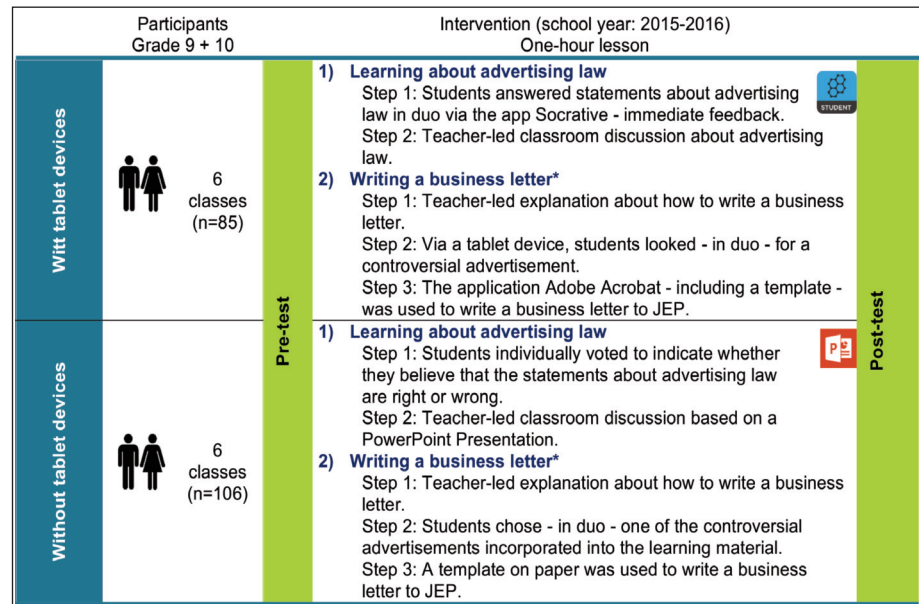 Participants
Grade 9 + 10
Intervention (school year: 2015-2016)
One-hour lesson
Witt tablet devices
6
classes
(n=85)
Pre-test
1) Learning about advertising law
Step 1: Students answered statements about advertising
law in duo via the app Socrative - immediate feedback.
STUDENT
Step 2: Teacher-led classroom discussion about advertising
law.
2) Writing a business letter*
Step 1: Teacher-led explanation about how to write a business
letter.
Step 2: Via a tablet device, students looked - in duo - for a
controversial advertisement.
Step 3: The application Adobe Acrobat - including a template -
was used to write a business letter to JEP.
Post-test
Without tablet devices
6
classes
(n=106)
1) Learning about advertising law
P
Step 1: Students individually voted to indicate whether
they believe that the statements about advertising law
are right or wrong.
Step 2: Teacher-led classroom discussion based on a
PowerPoint Presentation.
2) Writing a business letter*
Step 1: Teacher-led explanation about how to write a business
letter.
Step 2: Students chose - in duo - one of the controversial
advertisements incorporated into the learning material.
Step 3: A template on paper was used to write a business
letter to JEP.